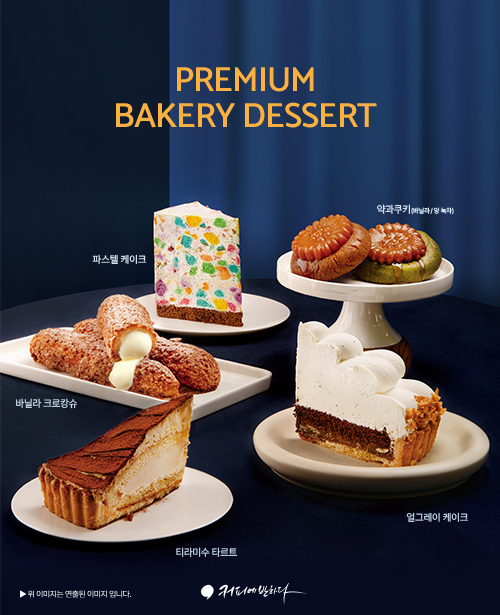 PREMIUM
BAKERY DESSERT
약과쿠키(바닐라/말녹차)
파스텔 케이크
바닐라 크로캉슈
얼그레이 케이크
티라미수 타르트
▶ 위 이미지는 연출된 이미지 입니다.
커피에반하다